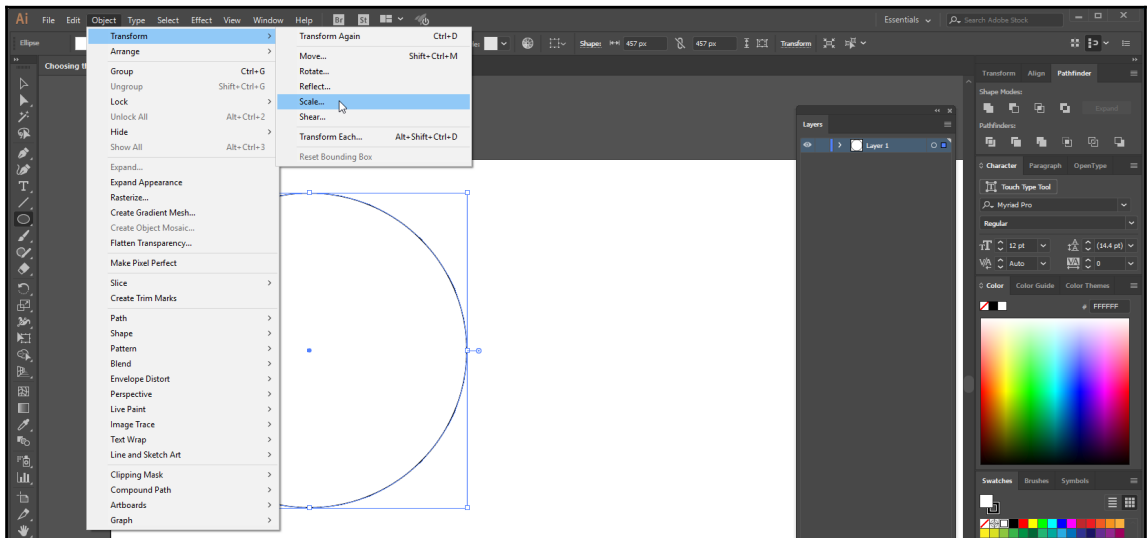 Ai File Edit Object Type Select Effect View Window Help Br St Essentials Search Adobe Stock
Ellipse Shape: 457 px 457 px Transform
Choosing th
Transform
Arrange
Group Ctrl+G
Ungroup Shift+Ctrl+G
Lock
Unlock All Alt+Ctrl+2
Hide
Show All Alt+Ctrl+3
Expand...
Expand Appearance
Rasterize...
Create Gradient Mesh...
Create Object Mosaic...
Flatten Transparency...
Make Pixel Perfect
Slice
Create Trim Marks
Path
Shape
Pattern
Blend
Envelope Distort
Perspective
Live Paint
Image Trace
Text Wrap
Line and Sketch Art
Clipping Mask
Compound Path
Artboards
Graph
Transform Again Ctrl+D
Move... Shift+Ctrl+M
Rotate...
Reflect...
Scale...
Shear...
Transform Each... Alt+Shift+Ctrl+D
Reset Bounding Box
Layers
Layer 1
Transform Align Pathfinder
Shape Modes:
Expand
Pathfinders:
Character Paragraph OpenType
Touch Type Tool
Myriad Pro
Regular
12 pt (14.4 pt)
Auto 0
Color Color Guide Color Themes
# FFFFFF
Swatches Brushes Symbols